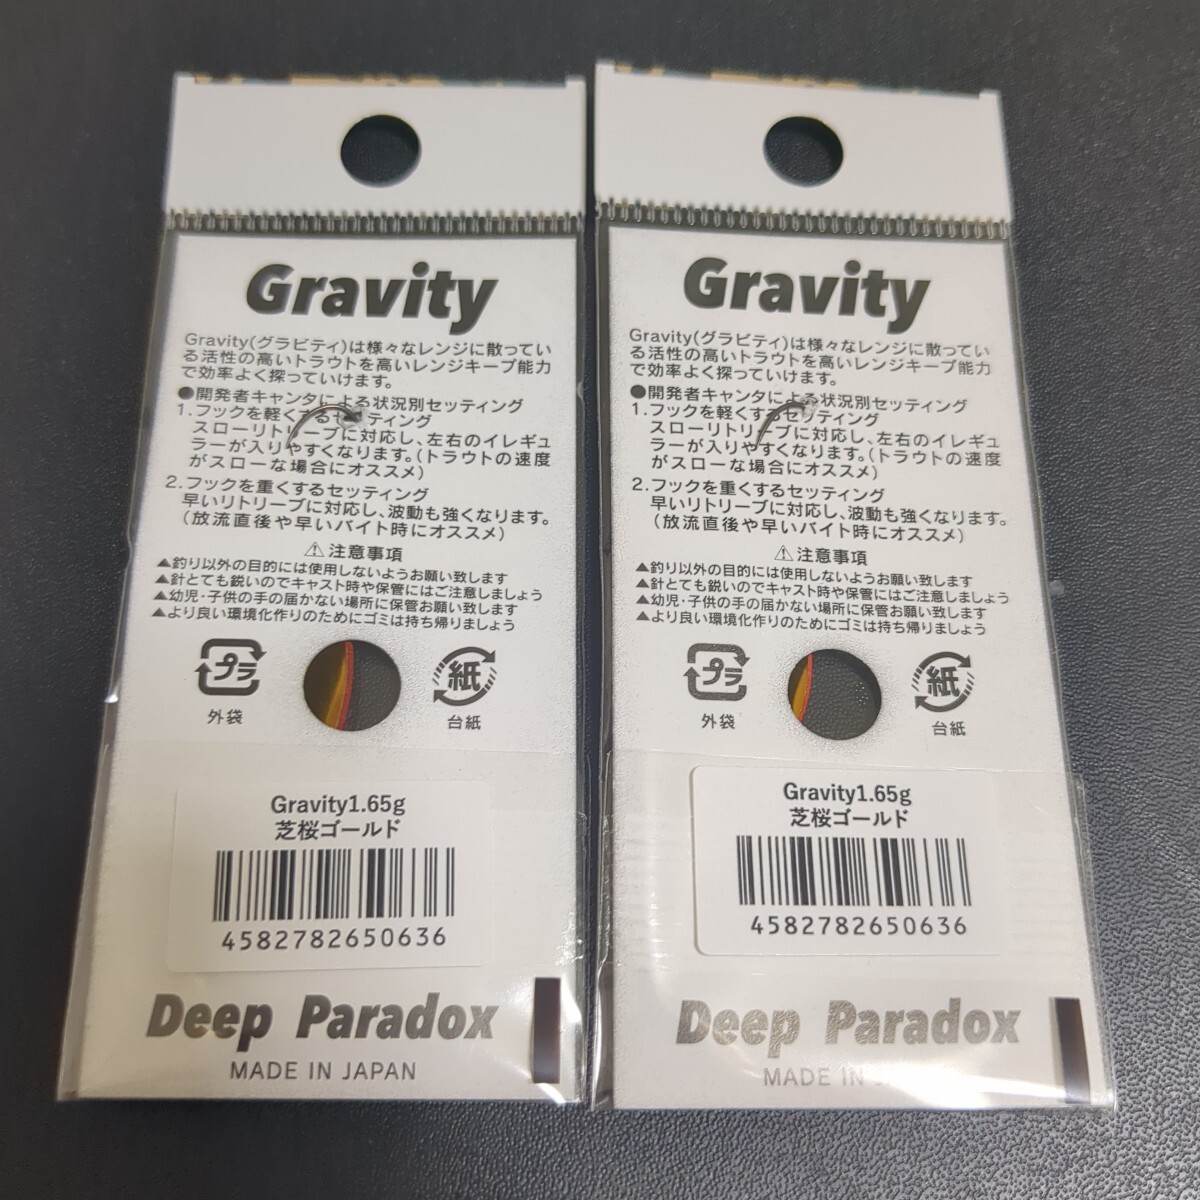 Gravity
Gravity(グラビティ)は様々なレンジに散ってい
る活性の高いトラウトを高いレンジキープ能力
で効率よく探っていけます。
●開発者キャンタによる状況別セッティング
1.フックを軽くするセッティング
スローリトリーブに対応し、左右のイレギュ
ラーが入りやすくなります。(トラウトの速度
がスローな場合にオススメ)
2.フックを重くするセッティング
早いリトリーブに対応し、波動も強くなります。
(放流直後や早いバイト時にオススメ)
⚠注意事項
▲釣り以外の目的には使用しないようお願い致します
▲針とても鋭いのでキャスト時や保管にはご注意しましょう
▲幼児・子供の手の届かない場所に保管お願い致します
▲より良い環境化作りのためにゴミは持ち帰りましょう
プラ
外袋
紙
台紙
Gravity1.65g
芝桜ゴールド
4582782650636
Deep Paradox
MADE IN JAPAN
Gravity
Gravity(グラビティ)は様々なレンジに散ってい
る活性の高いトラウトを高いレンジキープ能力
で効率よく探っていけます。
●開発者キャンタによる状況別セッティング
1.フックを軽くするセッティング
スローリトリーブに対応し、左右のイレギュ
ラーが入りやすくなります。(トラウトの速度
がスローな場合にオススメ)
2.フックを重くするセッティング
早いリトリーブに対応し、波動も強くなります。
(放流直後や早いバイト時にオススメ)
⚠注意事項
▲釣り以外の目的には使用しないようお願い致します
▲針とても鋭いのでキャスト時や保管にはご注意しましょう
▲幼児・子供の手の届かない場所に保管お願い致します
▲より良い環境化作りのためにゴミは持ち帰りましょう
プラ
外袋
紙
台紙
Gravity1.65g
芝桜ゴールド
4582782650636
Deep Paradox
MADE IN